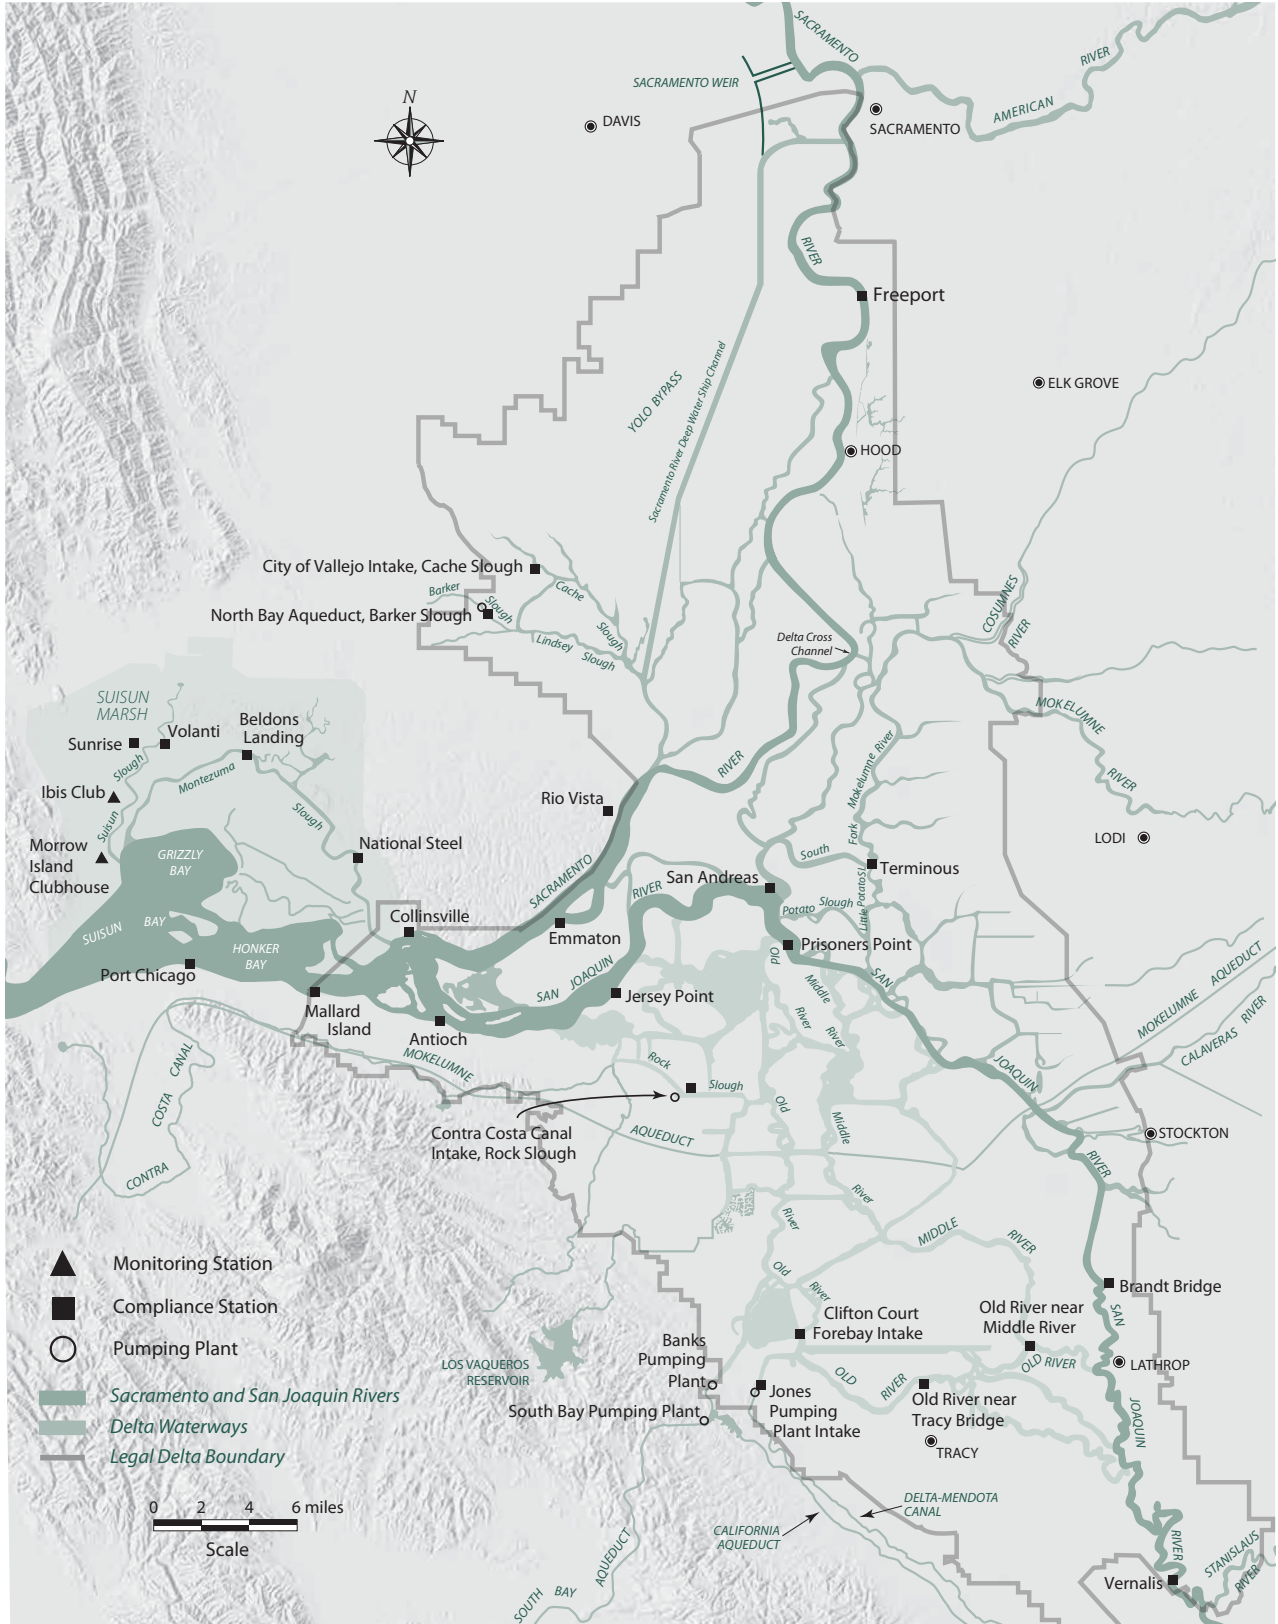 SACRAMENTO
RIVER
AMERICAN
SACRAMENTO WEIR
N
DAVIS
SACRAMENTO
RIVER
Freeport
ELK GROVE
YOLO BYPASS
Sacramento River Deep Water Ship Channel
HOOD
City of Vallejo Intake, Cache Slough
Barker
Slough
Cache
Slough
North Bay Aqueduct, Barker Slough
Lindsey Slough
COSUMNES
RIVER
Delta Cross
Channel
SUISUN
MARSH
MOKELUMNE
RIVER
Beldons
Landing
Volanti
Sunrise
Slough
Montezuma
Slough
RIVER
Mokelumne River
Fork
South
Ibis Club
Suisun
Rio Vista
LODI
Morrow
Island
Clubhouse
GRIZZLY
BAY
National Steel
SACRAMENTO
RIVER
San Andreas
Terminous
Little Potato Sl.
Potato Slough
Collinsville
SUISUN BAY
HONKER
BAY
Emmaton
Prisoners Point
Old
Port Chicago
SAN JOAQUIN
Jersey Point
Middle
River
River
SAN
MOKELUMNE AQUEDUCT
Mallard
Island
Antioch
CALAVERAS RIVER
MOKELUMNE
Rock
Slough
JOAQUIN
CONTRA COSTA CANAL
Old
Middle
AQUEDUCT
Contra Costa Canal
Intake, Rock Slough
STOCKTON
RIVER
River
River
MIDDLE
RIVER
Monitoring Station
Old
River
Brandt Bridge
Compliance Station
SAN
Clifton Court
Forebay Intake
Old River near
Middle River
Pumping Plant
Banks
Pumping
Plant
LOS VAQUEROS
RESERVOIR
OLD RIVER
LATHROP
OLD
RIVER
Sacramento and San Joaquin Rivers
Jones
Pumping
Plant Intake
Old River near
Tracy Bridge
South Bay Pumping Plant
JOAQUIN
Delta Waterways
Legal Delta Boundary
TRACY
0 2 4 6 miles
Scale
DELTA-MENDOTA
CANAL
CALIFORNIA
AQUEDUCT
RIVER
STANISLAUS
RIVER
Vernalis
SOUTH BAY AQUEDUCT